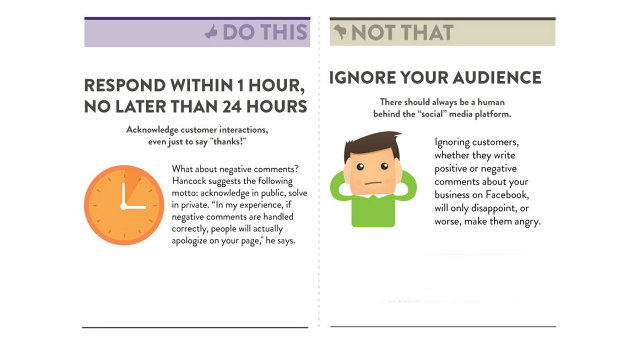 DO THIS
RESPOND WITHIN 1 HOUR,
NO LATER THAN 24 HOURS
Acknowledge customer interactions,
even just to say "thanks!"
What about negative comments?
Hancock suggests the following
motto: acknowledge in public, solve
in private. “In my experience, if
negative comments are handled
correctly, people will actually
apologize on your page,” he says.
NOT THAT
IGNORE YOUR AUDIENCE
There should always be a human
behind the “social” media platform.
Ignoring customers,
whether they write
positive or negative
comments about your
business on Facebook,
will only disappoint, or
worse, make them angry.